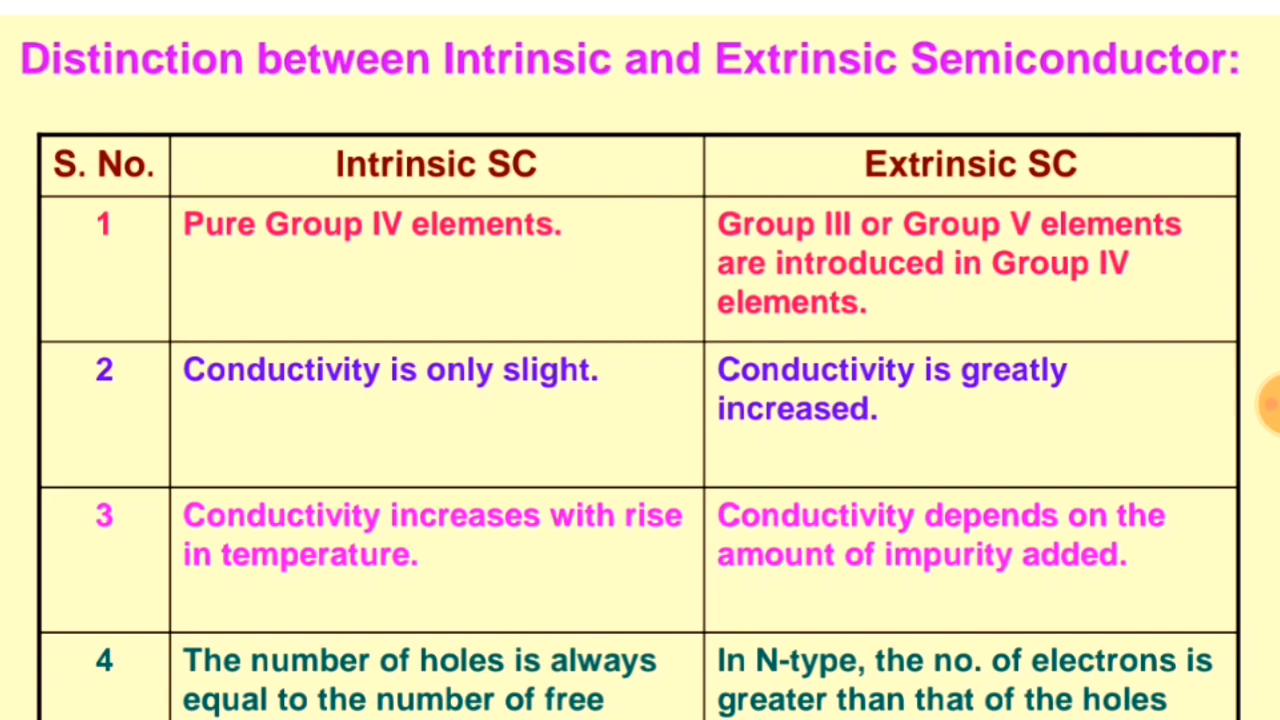 Distinction between Intrinsic and Extrinsic Semiconductor:
S. No. Intrinsic SC Extrinsic SC
1 Pure Group IV elements. Group III or Group V elements
are introduced in Group IV
elements.
2 Conductivity is only slight. Conductivity is greatly
increased.
3 Conductivity increases with rise Conductivity depends on the
in temperature. amount of impurity added.
4 The number of holes is always In N-type, the no. of electrons is
equal to the number of free greater than that of the holes